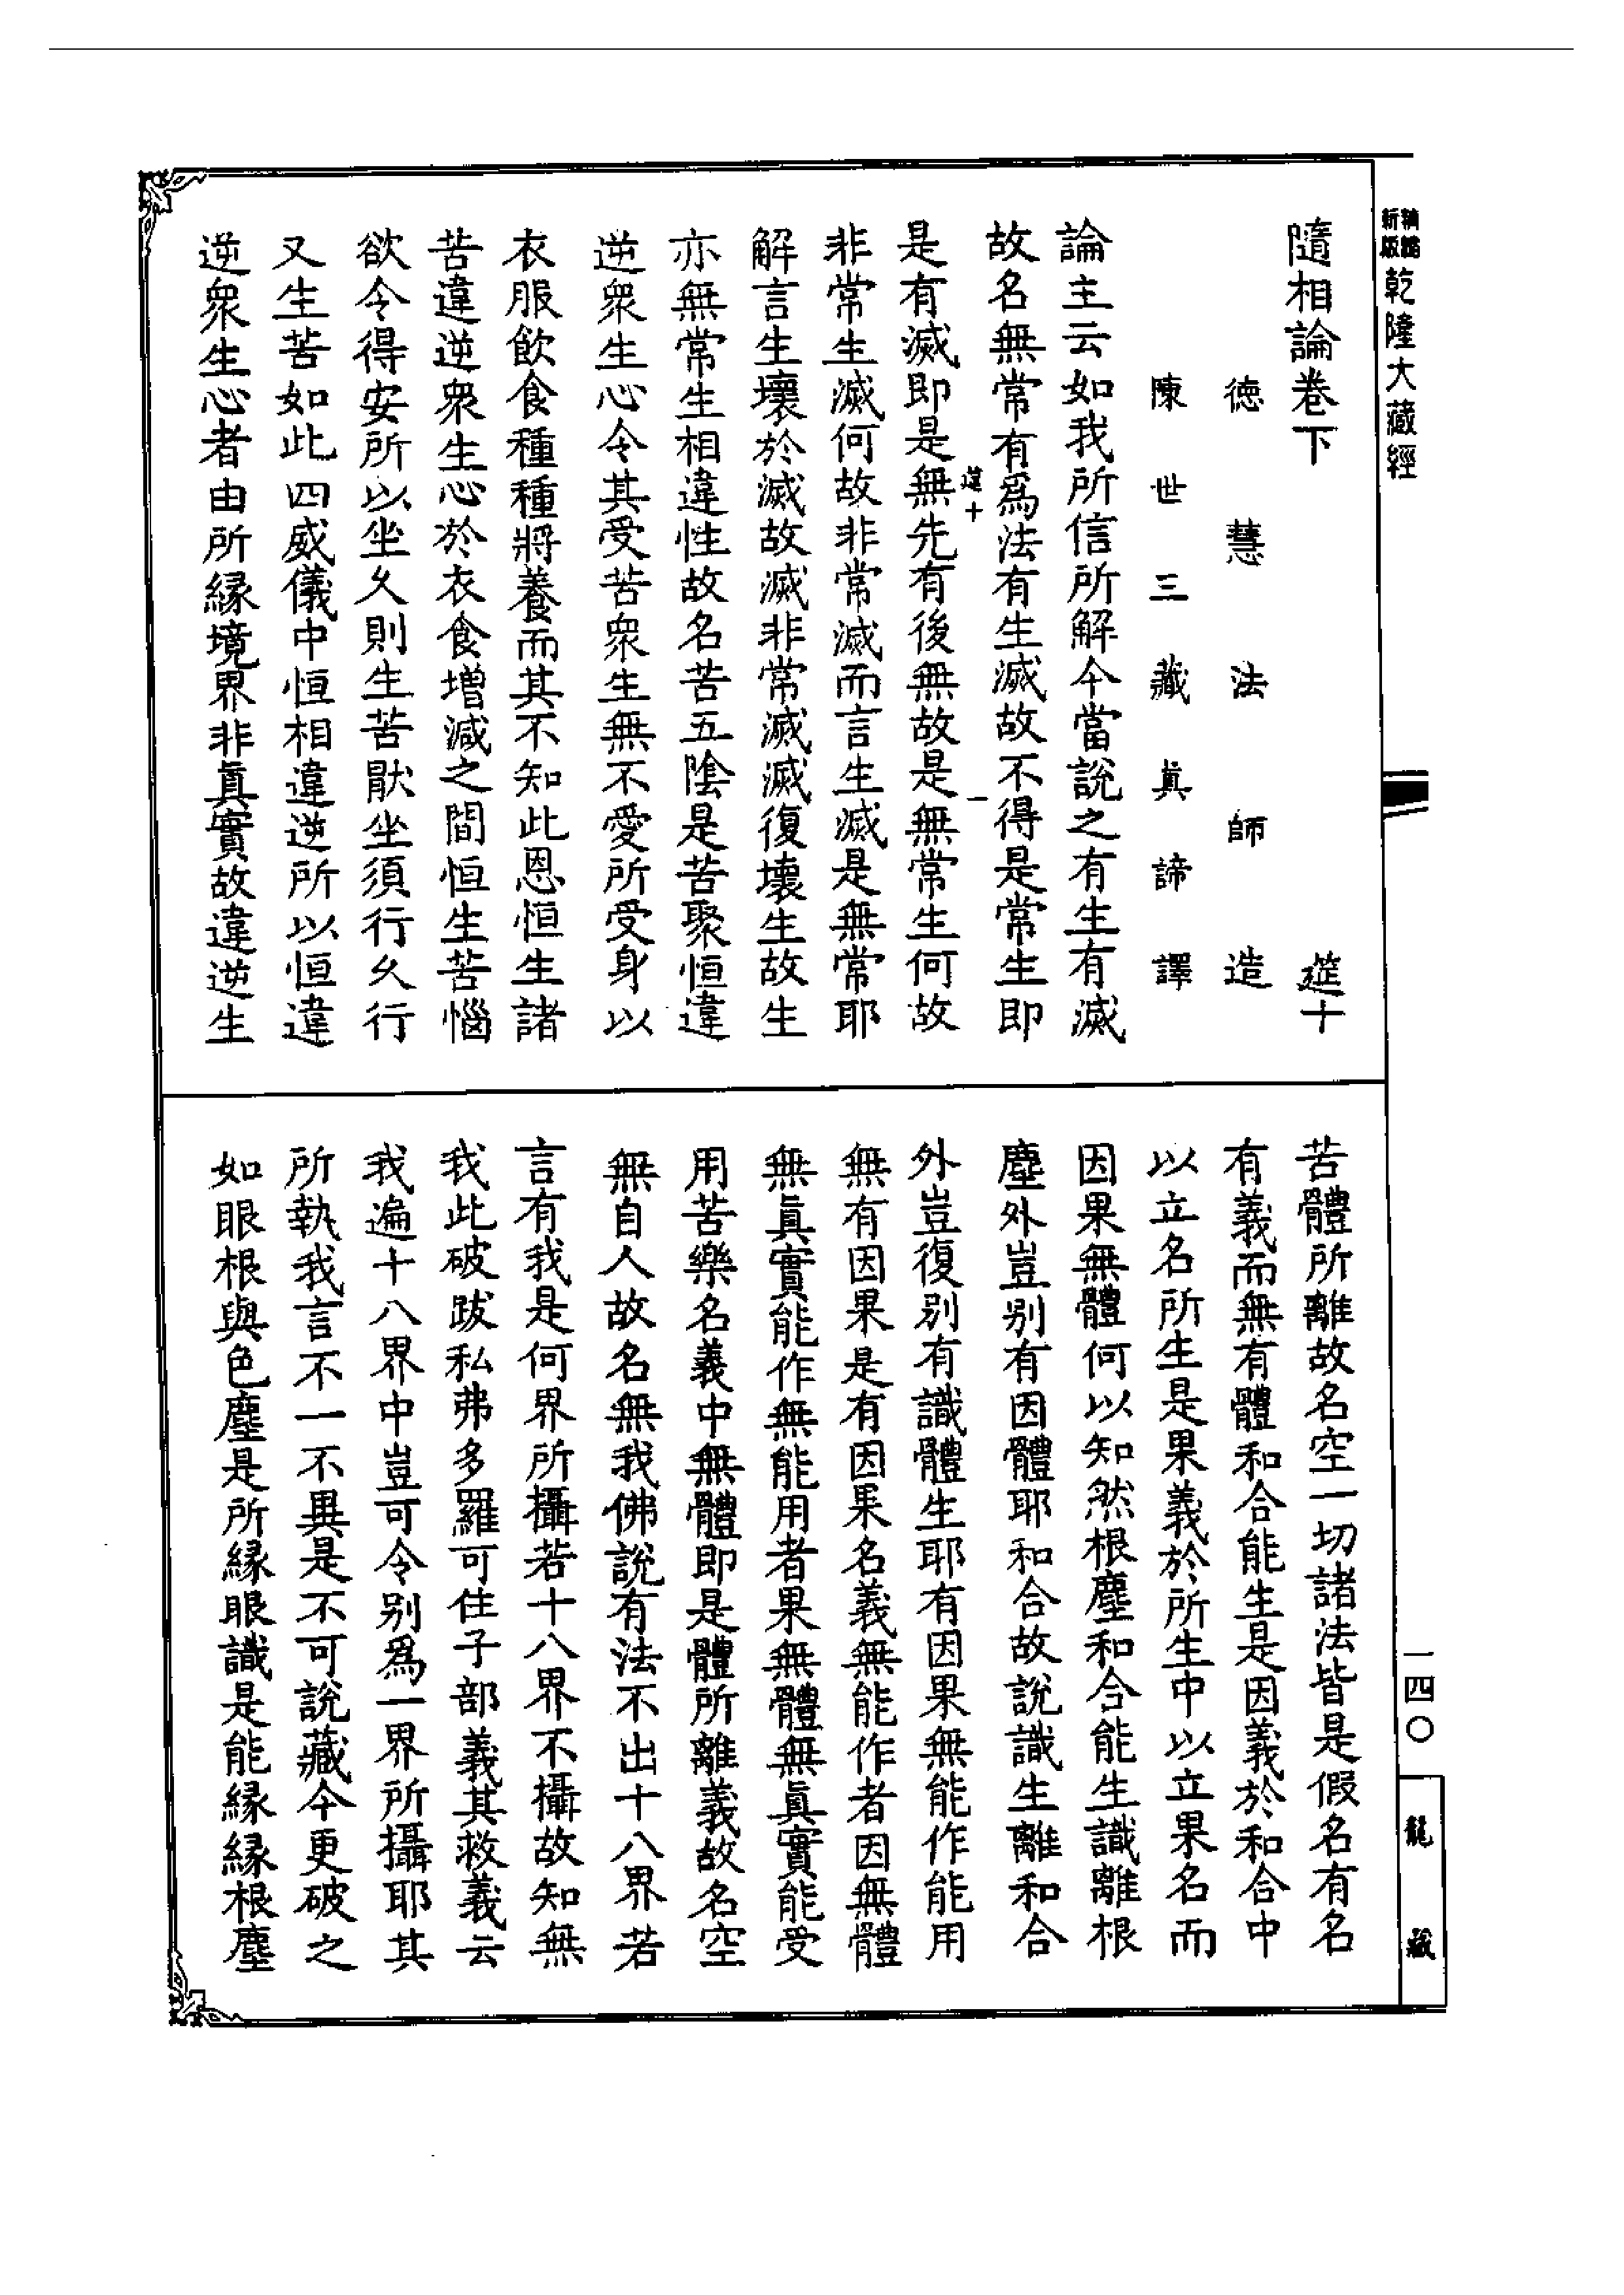 新版精縮乾隆大藏經
隨相論卷下 筵十
德慧法師造
陳世三藏真諦譯
論主云如我所信所解今當說之有生有滅
故名無常有爲法有生滅故不得是常生即
筵十 一
是有滅即是無先有後無故是無常生何故
非常生滅何故非常滅而言生滅是無常耶
解言生壞於滅故滅非常滅滅復壞生故生
亦無常生相違性故名苦五陰是苦聚恒違
逆衆生心令其受苦衆生無不愛所受身以
衣服飲食種種將養而其不知此恩恒生諸
苦違逆衆生心於衣食增減之間恒生苦惱
欲令得安所以坐久則生苦猒坐須行久行
又生苦如此四威儀中恒相違逆所以恒違
逆衆生心者由所緣境界非眞實故違逆生
苦體所離故名空一切諸法皆是假名有名
有義而無有體和合能生是因義於和合中
以立名所生是果義於所生中以立果名而
因果無體何以知然根塵和合能生識離根
塵外豈别有因體耶和合故說識生離和合
外豈復别有識體生耶有因果無能作能用
無有因果是有因果名義無能作者因無體
無眞實能作無能用者果無體無眞實能受
用苦樂名義中無體即是體所離義故名空
無自人故名無我佛說有法不出十八界若
言有我是何界所攝若十八界不攝故知無
我此破跋私弗多羅可住子部義其救義云
我遍十八界中豈可令别爲一界所攝耶其
所執我言不一不異是不可說藏今更破之
如眼根與色塵是所緣眼識是能緣緣根塵
一四〇
龍藏